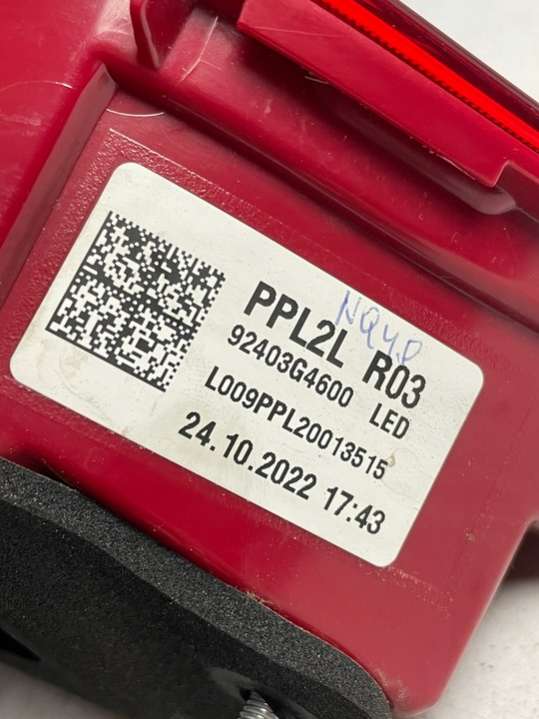 NQ4P
PPL2L R03
92403G4600 LED
L009PPL20013515
24.10.2022 17:43